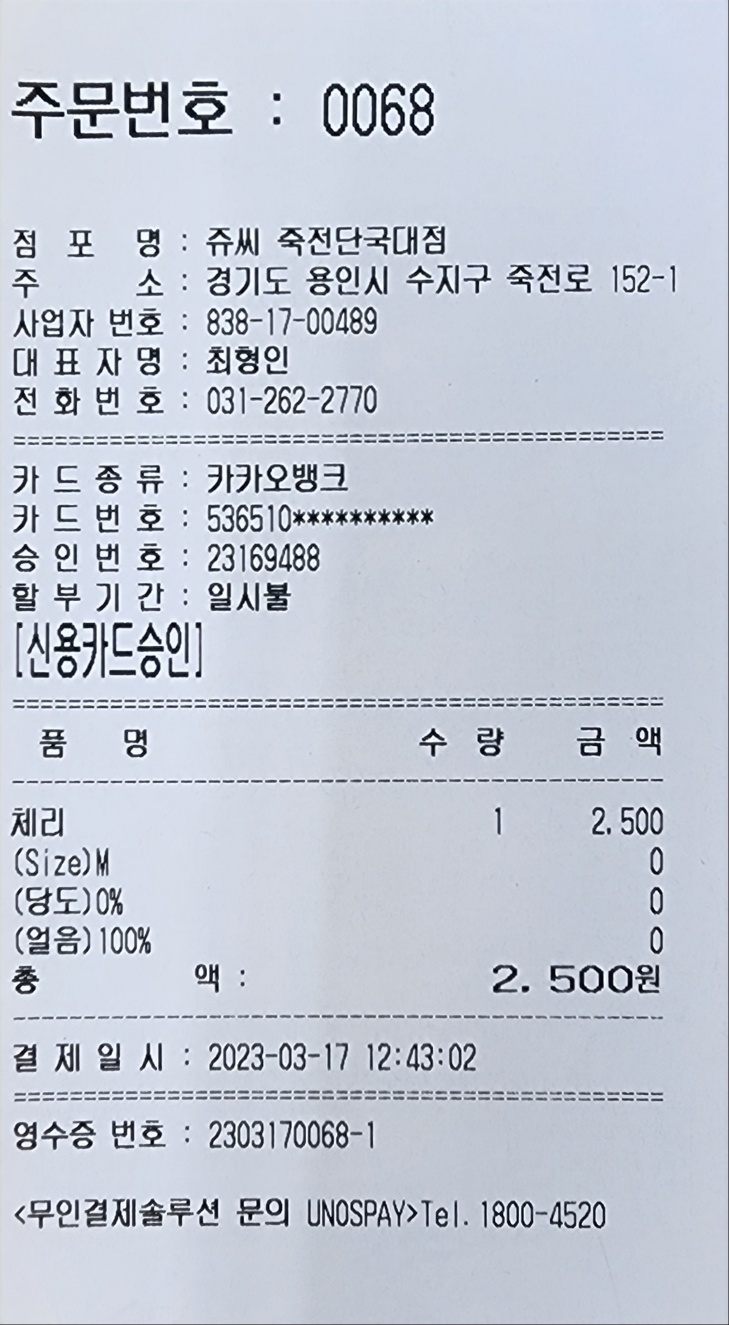 주문번호 : 0068
점 포 명 : 쥬씨 죽전단국대점
주 소 : 경기도 용인시 수지구 죽전로 152-1
사업자 번호 : 838-17-00489
대 표 자 명 : 최형인
전 화 번 호 : 031-262-2770
===============================================
카 드 종 류 : 카카오뱅크
카 드 번 호 : 536510**********
승 인 번 호 : 23169488
할 부 기 간 : 일시불
[신용카드승인]
===============================================
품 명 수 량 금 액
-----------------------------------------------
체리 1 2,500
(Size)M 0
(당도)0% 0
(얼음)100% 0
총 액 : 2,500원
-----------------------------------------------
결 제 일 시 : 2023-03-17 12:43:02
===============================================
영수증 번호 : 2303170068-1
<무인결제솔루션 문의 UNOSPAY>Tel. 1800-4520